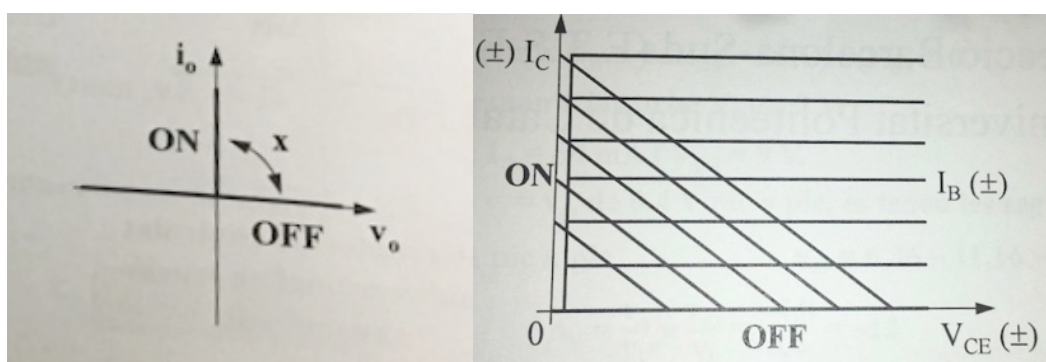 i₀
ON
x
OFF
v₀
(±) I_C
ON
I_B (±)
0
OFF
V_CE (±)